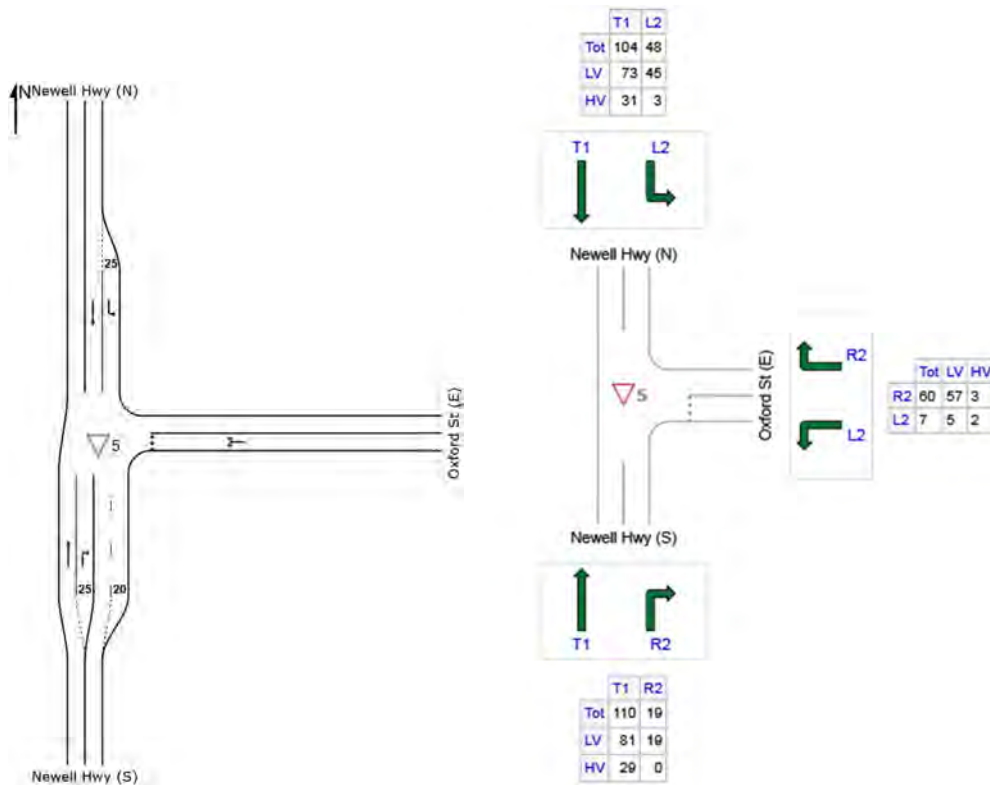 N Newell Hwy (N)
25
5
Oxford St (E)
25 20
Newell Hwy (S)
T1 L2
Tot 104 48
LV 73 45
HV 31 3
T1 L2
Newell Hwy (N)
5
Oxford St (E)
R2
L2
Tot LV HV
R2 60 57 3
L2 7 5 2
Newell Hwy (S)
T1 R2
T1 R2
Tot 110 19
LV 81 19
HV 29 0